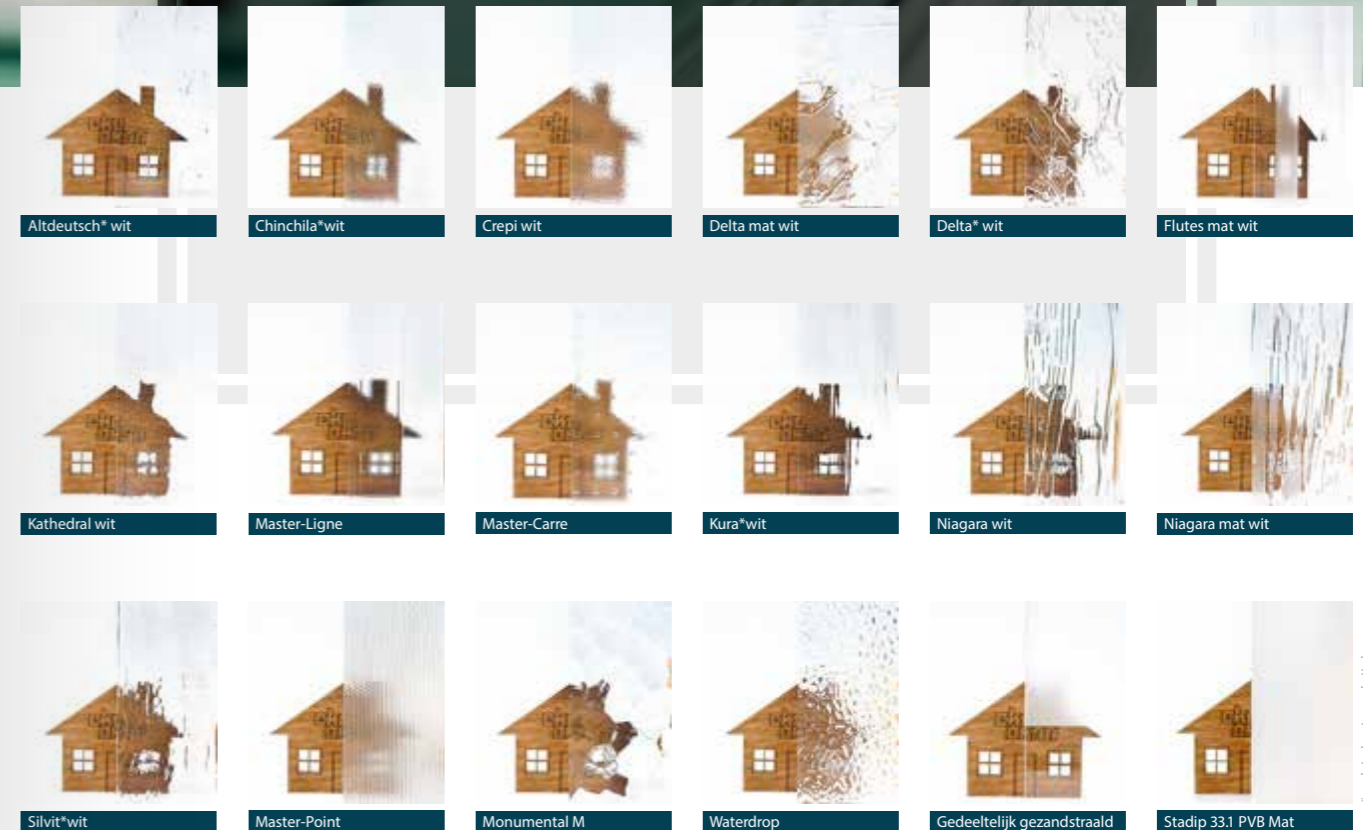 Altdeutsch* wit
Chinchila*wit
Crepi wit
Delta mat wit
Delta* wit
Flutes mat wit
Kathedral wit
Master-Ligne
Master-Carre
Kura*wit
Niagara wit
Niagara mat wit
Silvit*wit
Master-Point
Monumental M
Waterdrop
Gedeeltelijk gezandstraald
Stadip 33.1 PVB Mat